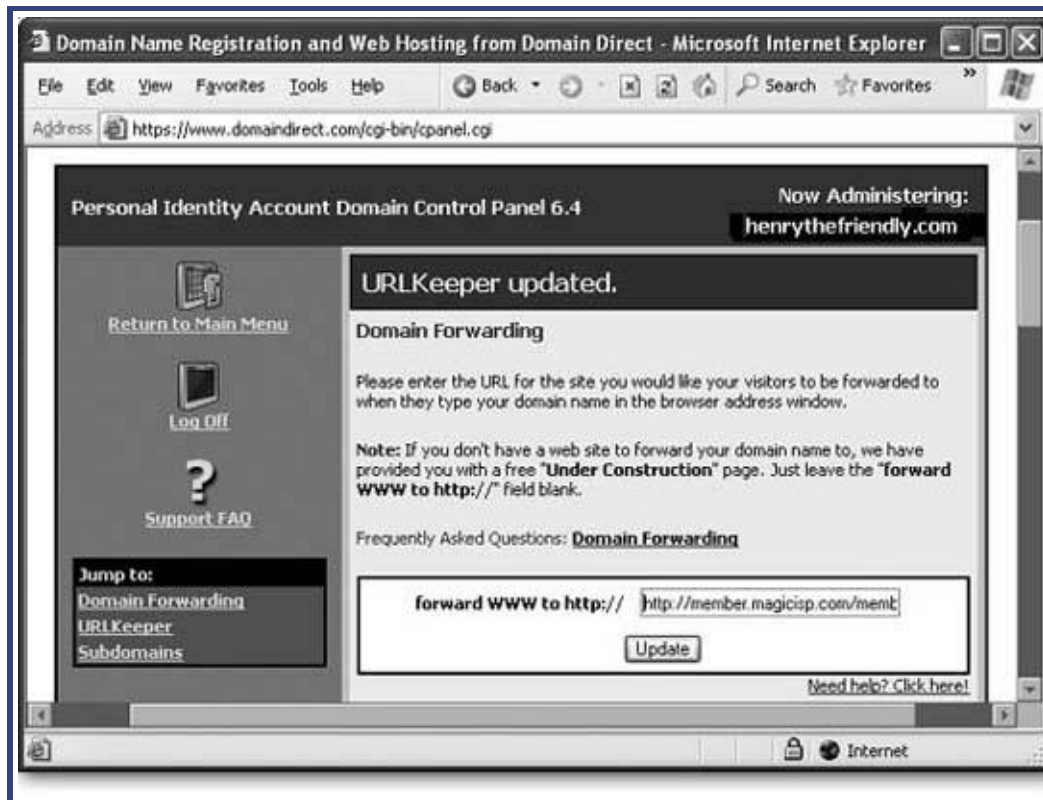 Domain Name Registration and Web Hosting from Domain Direct - Microsoft Internet Explorer
File Edit View Favorites Tools Help Back Search Favorites »
Address https://www.domaindirect.com/cgi-bin/cpanel.cgi
Personal Identity Account Domain Control Panel 6.4
Now Administering:
henrythefriendly.com
Return to Main Menu
Log Off
?
Support FAQ
Jump to:
Domain Forwarding
URLKeeper
Subdomains
URLKeeper updated.
Domain Forwarding
Please enter the URL for the site you would like your visitors to be forwarded to
when they type your domain name in the browser address window.
Note: If you don't have a web site to forward your domain name to, we have
provided you with a free "Under Construction" page. Just leave the "forward
WWW to http://" field blank.
Frequently Asked Questions: Domain Forwarding
forward WWW to http:// http://member.magicisp.com/memb
Update
Need help? Click here!
Internet